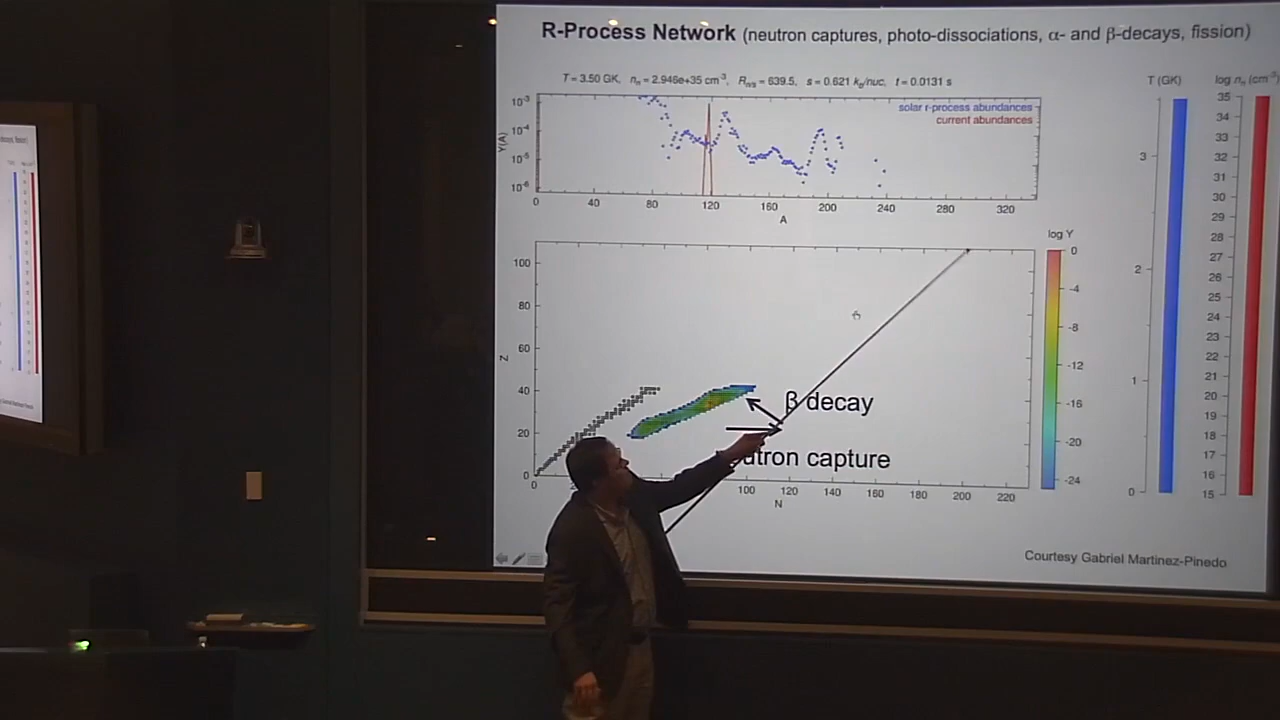 R-Process Network (neutron captures, photo-dissociations, α- and β-decays, fission)
T = 3.50 GK, nₙ = 2.946e+35 cm⁻³, Rₙ/ₛ = 639.5, s = 0.621 k_B/nuc, t = 0.0131 s
T (GK)
log nₙ (cm⁻³)
solar r-process abundances
current abundances
Y(A)
10⁻³
10⁻⁴
10⁻⁵
10⁻⁶
0 40 80 120 160 200 240 280 320
A
log Y
0
-4
-8
-12
-16
-20
-24
3
2
1
0
35
34
33
32
31
30
29
28
27
26
25
24
23
22
21
20
19
18
17
16
15
Z
100
80
60
40
20
0
β decay
utron capture
0 100 120 140 160 180 200 220
N
Courtesy Gabriel Martinez-Pinedo